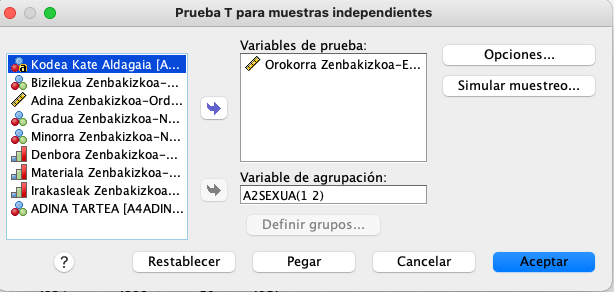 Prueba T para muestras independientes
Kodea Kate Aldagaia [A...
Bizilekua Zenbakizkoa-...
Adina Zenbakizkoa-Ord...
Gradua Zenbakizkoa-N...
Minorra Zenbakizkoa-N...
Denbora Zenbakizkoa-...
Materiala Zenbakizkoa-...
Irakasleak Zenbakizkoa...
ADINA TARTEA [A4ADIN...
Variables de prueba:
Orokorra Zenbakizkoa-E...
Variable de agrupación:
A2SEXUA(1 2)
Definir grupos...
Opciones...
Simular muestreo...
?
Restablecer
Pegar
Cancelar
Aceptar